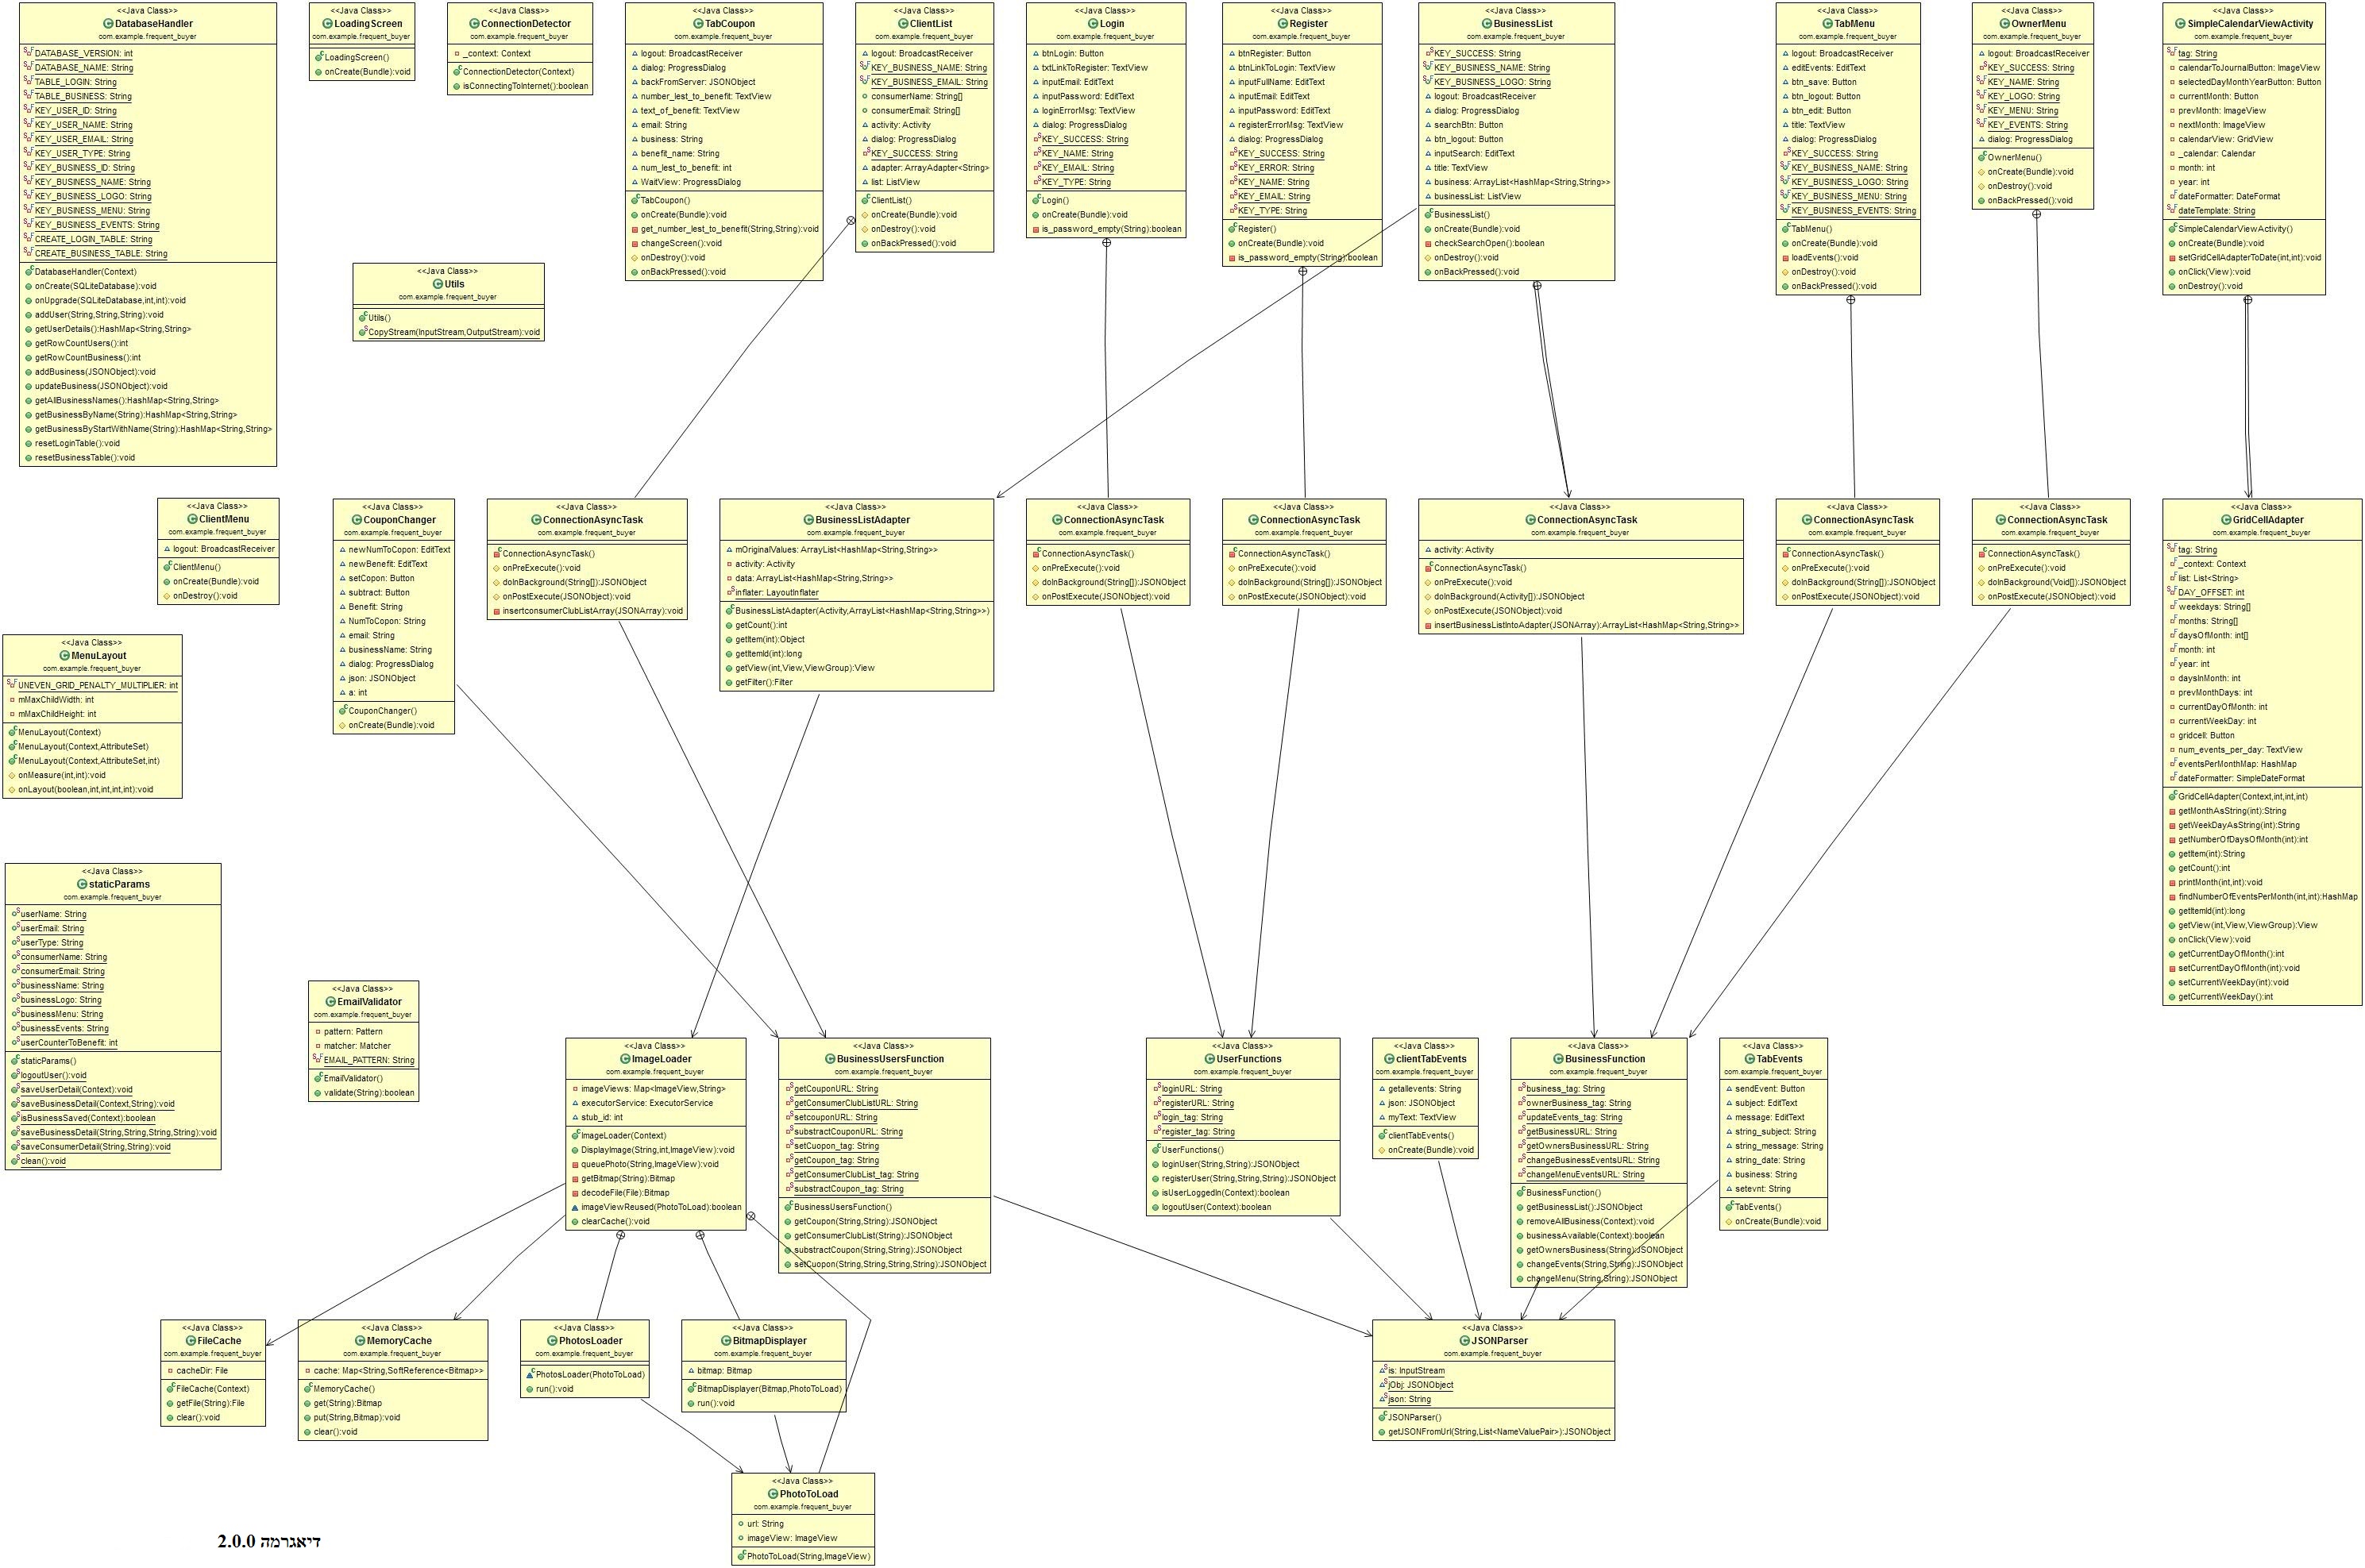 <<Java Class>>
DatabaseHandler
com.example.frequent_buyer
DATABASE_VERSION: int
DATABASE_NAME: String
TABLE_LOGIN: String
TABLE_BUSINESS: String
KEY_USER_ID: String
KEY_USER_NAME: String
KEY_USER_EMAIL: String
KEY_USER_TYPE: String
KEY_BUSINESS_ID: String
KEY_BUSINESS_NAME: String
KEY_BUSINESS_LOGO: String
KEY_BUSINESS_MENU: String
KEY_BUSINESS_EVENTS: String
CREATE_LOGIN_TABLE: String
CREATE_BUSINESS_TABLE: String
DatabaseHandler(Context)
onCreate(SQLiteDatabase):void
onUpgrade(SQLiteDatabase,int,int):void
addUser(String,String,String):void
getUserDetails():HashMap<String,String>
getRowCountUsers():int
getRowCountBusiness():int
addBusiness(JSONObject):void
updateBusiness(JSONObject):void
getAllBusinessNames():HashMap<String,String>
getBusinessByName(String):HashMap<String,String>
getBusinessByStartWithName(String):HashMap<String,String>
resetLoginTable():void
resetBusinessTable():void
<<Java Class>>
LoadingScreen
com.example.frequent_buyer
LoadingScreen()
onCreate(Bundle):void
<<Java Class>>
ConnectionDetector
com.example.frequent_buyer
_context: Context
ConnectionDetector(Context)
isConnectingToInternet():boolean
<<Java Class>>
Utils
com.example.frequent_buyer
Utils()
CopyStream(InputStream,OutputStream):void
<<Java Class>>
TabCoupon
com.example.frequent_buyer
logout: BroadcastReceiver
dialog: ProgressDialog
backFromServer: JSONObject
number_lest_to_benefit: TextView
text_of_benefit: TextView
email: String
business: String
benefit_name: String
num_lest_to_benefit: int
WaitView: ProgressDialog
TabCoupon()
onCreate(Bundle):void
get_number_lest_to_benefit(String,String):void
changeScreen():void
onDestroy():void
onBackPressed():void
<<Java Class>>
ClientList
com.example.frequent_buyer
logout: BroadcastReceiver
KEY_BUSINESS_NAME: String
KEY_BUSINESS_EMAIL: String
consumerName: String[]
consumerEmail: String[]
activity: Activity
dialog: ProgressDialog
KEY_SUCCESS: String
adapter: ArrayAdapter<String>
list: ListView
ClientList()
onCreate(Bundle):void
onDestroy():void
onBackPressed():void
<<Java Class>>
Login
com.example.frequent_buyer
btnLogin: Button
txtLinkToRegister: TextView
inputEmail: EditText
inputPassword: EditText
loginErrorMsg: TextView
dialog: ProgressDialog
KEY_SUCCESS: String
KEY_NAME: String
KEY_EMAIL: String
KEY_TYPE: String
Login()
onCreate(Bundle):void
is_password_empty(String):boolean
<<Java Class>>
Register
com.example.frequent_buyer
btnRegister: Button
btnLinkToLogin: TextView
inputFullName: EditText
inputEmail: EditText
inputPassword: EditText
registerErrorMsg: TextView
dialog: ProgressDialog
KEY_SUCCESS: String
KEY_ERROR: String
KEY_NAME: String
KEY_EMAIL: String
KEY_TYPE: String
Register()
onCreate(Bundle):void
is_password_empty(String):boolean
<<Java Class>>
BusinessList
com.example.frequent_buyer
KEY_SUCCESS: String
KEY_BUSINESS_NAME: String
KEY_BUSINESS_LOGO: String
logout: BroadcastReceiver
dialog: ProgressDialog
searchBtn: Button
btn_logout: Button
inputSearch: EditText
title: TextView
business: ArrayList<HashMap<String,String>>
businessList: ListView
BusinessList()
onCreate(Bundle):void
checkSearchOpen():boolean
onDestroy():void
onBackPressed():void
<<Java Class>>
TabMenu
com.example.frequent_buyer
logout: BroadcastReceiver
editEvents: EditText
btn_save: Button
btn_logout: Button
btn_edit: Button
title: TextView
dialog: ProgressDialog
KEY_SUCCESS: String
KEY_BUSINESS_NAME: String
KEY_BUSINESS_LOGO: String
KEY_BUSINESS_MENU: String
KEY_BUSINESS_EVENTS: String
TabMenu()
onCreate(Bundle):void
loadEvents():void
onDestroy():void
onBackPressed():void
<<Java Class>>
OwnerMenu
com.example.frequent_buyer
logout: BroadcastReceiver
KEY_SUCCESS: String
KEY_NAME: String
KEY_LOGO: String
KEY_MENU: String
KEY_EVENTS: String
dialog: ProgressDialog
OwnerMenu()
onCreate(Bundle):void
onDestroy():void
onBackPressed():void
<<Java Class>>
SimpleCalendarViewActivity
com.example.frequent_buyer
tag: String
calendarToJournalButton: ImageView
selectedDayMonthYearButton: Button
currentMonth: Button
prevMonth: ImageView
nextMonth: ImageView
calendarView: GridView
_calendar: Calendar
month: int
year: int
dateFormatter: DateFormat
dateTemplate: String
SimpleCalendarViewActivity()
onCreate(Bundle):void
setGridCellAdapterToDate(int,int):void
onClick(View):void
onDestroy():void
<<Java Class>>
ClientMenu
com.example.frequent_buyer
logout: BroadcastReceiver
ClientMenu()
onCreate(Bundle):void
onDestroy():void
<<Java Class>>
CouponChanger
com.example.frequent_buyer
newNumToCopon: EditText
newBenefit: EditText
setCopon: Button
subtract: Button
Benefit: String
NumToCopon: String
email: String
businessName: String
dialog: ProgressDialog
json: JSONObject
a: int
CouponChanger()
onCreate(Bundle):void
<<Java Class>>
ConnectionAsyncTask
com.example.frequent_buyer
ConnectionAsyncTask()
onPreExecute():void
doInBackground(String[]):JSONObject
onPostExecute(JSONObject):void
insertconsumerClubListArray(JSONArray):void
<<Java Class>>
BusinessListAdapter
com.example.frequent_buyer
mOriginalValues: ArrayList<HashMap<String,String>>
activity: Activity
data: ArrayList<HashMap<String,String>>
inflater: LayoutInflater
BusinessListAdapter(Activity,ArrayList<HashMap<String,String>>)
getCount():int
getItem(int):Object
getItemId(int):long
getView(int,View,ViewGroup):View
getFilter():Filter
<<Java Class>>
ConnectionAsyncTask
com.example.frequent_buyer
ConnectionAsyncTask()
onPreExecute():void
doInBackground(String[]):JSONObject
onPostExecute(JSONObject):void
<<Java Class>>
ConnectionAsyncTask
com.example.frequent_buyer
ConnectionAsyncTask()
onPreExecute():void
doInBackground(String[]):JSONObject
onPostExecute(JSONObject):void
<<Java Class>>
ConnectionAsyncTask
com.example.frequent_buyer
activity: Activity
ConnectionAsyncTask()
onPreExecute():void
doInBackground(Activity[]):JSONObject
onPostExecute(JSONObject):void
insertBusinessListIntoAdapter(JSONArray):ArrayList<HashMap<String,String>>
<<Java Class>>
ConnectionAsyncTask
com.example.frequent_buyer
ConnectionAsyncTask()
onPreExecute():void
doInBackground(String[]):JSONObject
onPostExecute(JSONObject):void
<<Java Class>>
ConnectionAsyncTask
com.example.frequent_buyer
ConnectionAsyncTask()
onPreExecute():void
doInBackground(Void[]):JSONObject
onPostExecute(JSONObject):void
<<Java Class>>
GridCellAdapter
com.example.frequent_buyer
tag: String
_context: Context
list: List<String>
DAY_OFFSET: int
weekdays: String[]
months: String[]
daysOfMonth: int[]
month: int
year: int
daysInMonth: int
prevMonthDays: int
currentDayOfMonth: int
currentWeekDay: int
gridcell: Button
num_events_per_day: TextView
eventsPerMonthMap: HashMap
dateFormatter: SimpleDateFormat
GridCellAdapter(Context,int,int,int)
getMonthAsString(int):String
getWeekDayAsString(int):String
getNumberOfDaysOfMonth(int):int
getItem(int):String
getCount():int
printMonth(int,int):void
findNumberOfEventsPerMonth(int,int):HashMap
getItemId(int):long
getView(int,View,ViewGroup):View
onClick(View):void
getCurrentDayOfMonth():int
setCurrentDayOfMonth(int):void
setCurrentWeekDay(int):void
getCurrentWeekDay():int
<<Java Class>>
MenuLayout
com.example.frequent_buyer
UNEVEN_GRID_PENALTY_MULTIPLIER: int
mMaxChildWidth: int
mMaxChildHeight: int
MenuLayout(Context)
MenuLayout(Context,AttributeSet)
MenuLayout(Context,AttributeSet,int)
onMeasure(int,int):void
onLayout(boolean,int,int,int,int):void
<<Java Class>>
staticParams
com.example.frequent_buyer
userName: String
userEmail: String
userType: String
consumerName: String
consumerEmail: String
businessName: String
businessLogo: String
businessMenu: String
businessEvents: String
userCounterToBenefit: int
staticParams()
logoutUser():void
saveUserDetail(Context):void
saveBusinessDetail(Context,String):void
isBusinessSaved(Context):boolean
saveBusinessDetail(String,String,String,String):void
saveConsumerDetail(String,String):void
clean():void
<<Java Class>>
EmailValidator
com.example.frequent_buyer
pattern: Pattern
matcher: Matcher
EMAIL_PATTERN: String
EmailValidator()
validate(String):boolean
<<Java Class>>
ImageLoader
com.example.frequent_buyer
imageViews: Map<ImageView,String>
executorService: ExecutorService
stub_id: int
ImageLoader(Context)
DisplayImage(String,int,ImageView):void
queuePhoto(String,ImageView):void
getBitmap(String):Bitmap
decodeFile(File):Bitmap
imageViewReused(PhotoToLoad):boolean
clearCache():void
<<Java Class>>
BusinessUsersFunction
com.example.frequent_buyer
getCouponURL: String
getConsumerClubListURL: String
setcouponURL: String
substractCouponURL: String
setCuopon_tag: String
getCoupon_tag: String
getConsumerClubList_tag: String
substractCoupon_tag: String
BusinessUsersFunction()
getCoupon(String,String):JSONObject
getConsumerClubList(String):JSONObject
substractCoupon(String,String):JSONObject
setCuopon(String,String,String,String):JSONObject
<<Java Class>>
UserFunctions
com.example.frequent_buyer
loginURL: String
registerURL: String
login_tag: String
register_tag: String
UserFunctions()
loginUser(String,String):JSONObject
registerUser(String,String,String):JSONObject
isUserLoggedIn(Context):boolean
logoutUser(Context):boolean
<<Java Class>>
clientTabEvents
com.example.frequent_buyer
getallevents: String
json: JSONObject
myText: TextView
clientTabEvents()
onCreate(Bundle):void
<<Java Class>>
BusinessFunction
com.example.frequent_buyer
business_tag: String
ownerBusiness_tag: String
updateEvents_tag: String
getBusinessURL: String
getOwnersBusinessURL: String
changeBusinessEventsURL: String
changeMenuEventsURL: String
BusinessFunction()
getBusinessList():JSONObject
removeAllBusiness(Context):void
businessAvailable(Context):boolean
getOwnersBusiness(String):JSONObject
changeEvents(String,String):JSONObject
changeMenu(String,String):JSONObject
<<Java Class>>
TabEvents
com.example.frequent_buyer
sendEvent: Button
subject: EditText
message: EditText
string_subject: String
string_message: String
string_date: String
business: String
setevnt: String
TabEvents()
onCreate(Bundle):void
<<Java Class>>
FileCache
com.example.frequent_buyer
cacheDir: File
FileCache(Context)
getFile(String):File
clear():void
<<Java Class>>
MemoryCache
com.example.frequent_buyer
cache: Map<String,SoftReference<Bitmap>>
MemoryCache()
get(String):Bitmap
put(String,Bitmap):void
clear():void
<<Java Class>>
PhotosLoader
com.example.frequent_buyer
PhotosLoader(PhotoToLoad)
run():void
<<Java Class>>
BitmapDisplayer
com.example.frequent_buyer
bitmap: Bitmap
BitmapDisplayer(Bitmap,PhotoToLoad)
run():void
<<Java Class>>
JSONParser
com.example.frequent_buyer
is: InputStream
jObj: JSONObject
json: String
JSONParser()
getJSONFromUrl(String,List<NameValuePair>):JSONObject
<<Java Class>>
PhotoToLoad
com.example.frequent_buyer
url: String
imageView: ImageView
PhotoToLoad(String,ImageView)
דיאגרמה 2.0.0